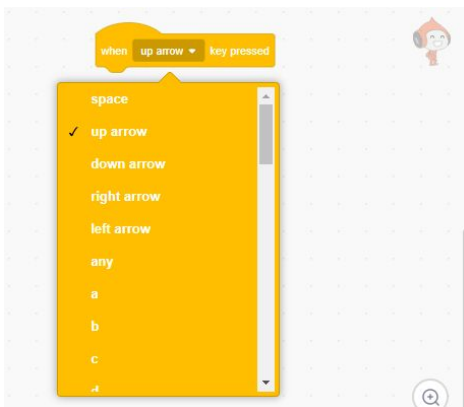 when up arrow key pressed
space
✓ up arrow
down arrow
right arrow
left arrow
any
a
b
c
d